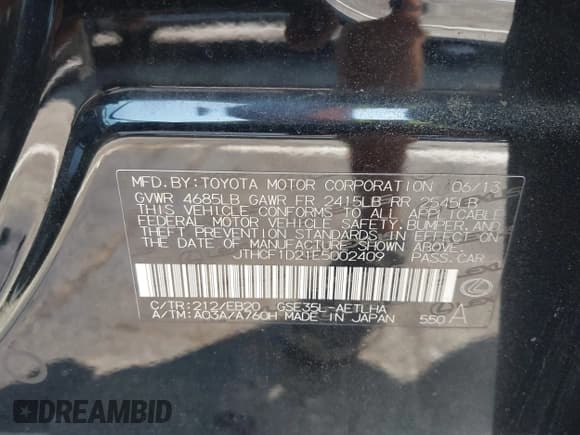 MFD.BY:TOYOTA MOTOR CORPORATION 06/13
GVWR 4685LB GAWR FR 2415LB RR 2545LB
THIS VEHICLE CONFORMS TO ALL APPLICABLE
FEDERAL MOTOR VEHICLE SAFETY, BUMPER, AND
THEFT PREVENTION STANDARDS IN EFFECT ON
THE DATE OF MANUFACTURE SHOWN ABOVE.
JTHCF1D21E5002409 PASS.CAR
C/TR:212/EB20 GSE35L-AETLHA
A/TM:A03A/A760H MADE IN JAPAN 550 A
DREAMBID